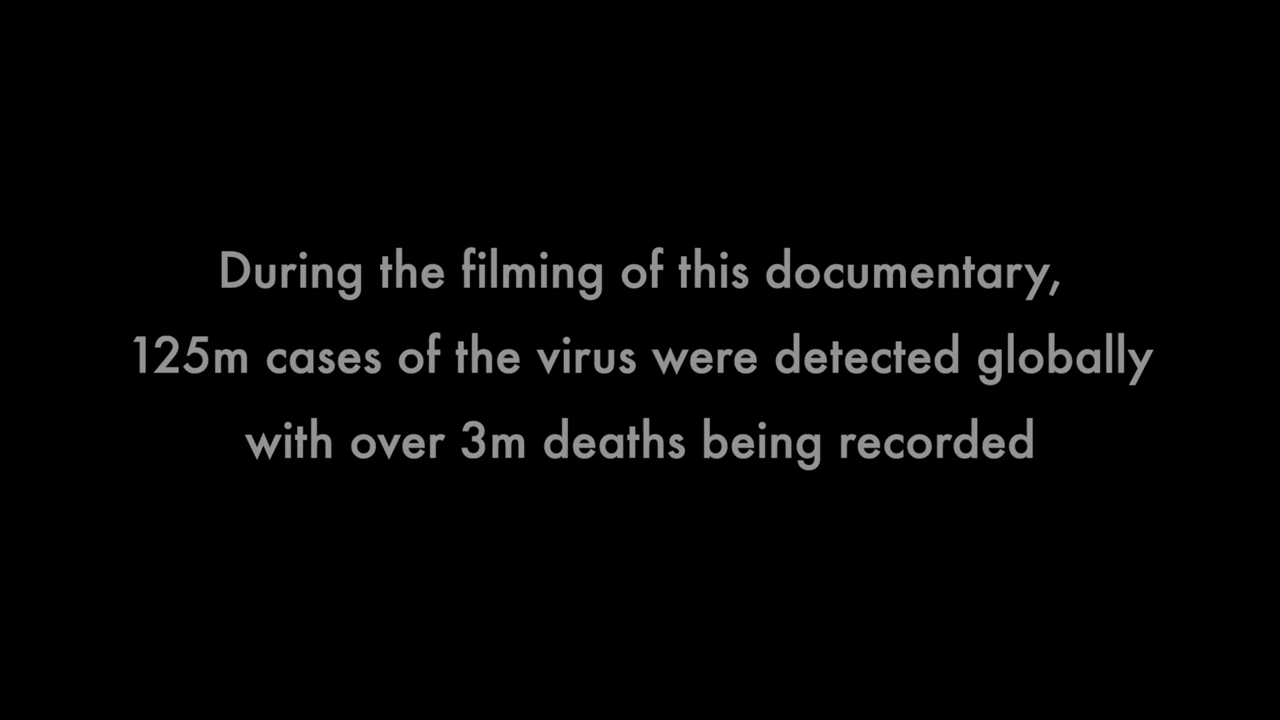 During the filming of this documentary,
125m cases of the virus were detected globally
with over 3m deaths being recorded